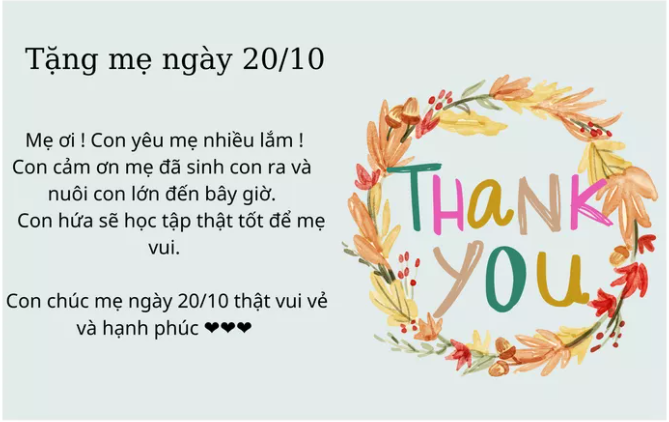 Tặng mẹ ngày 20/10
Mẹ ơi ! Con yêu mẹ nhiều lắm !
Con cảm ơn mẹ đã sinh con ra và
nuôi con lớn đến bây giờ.
Con hứa sẽ học tập thật tốt để mẹ
vui.
Con chúc mẹ ngày 20/10 thật vui vẻ
và hạnh phúc ❤❤❤
THaNK
YOU